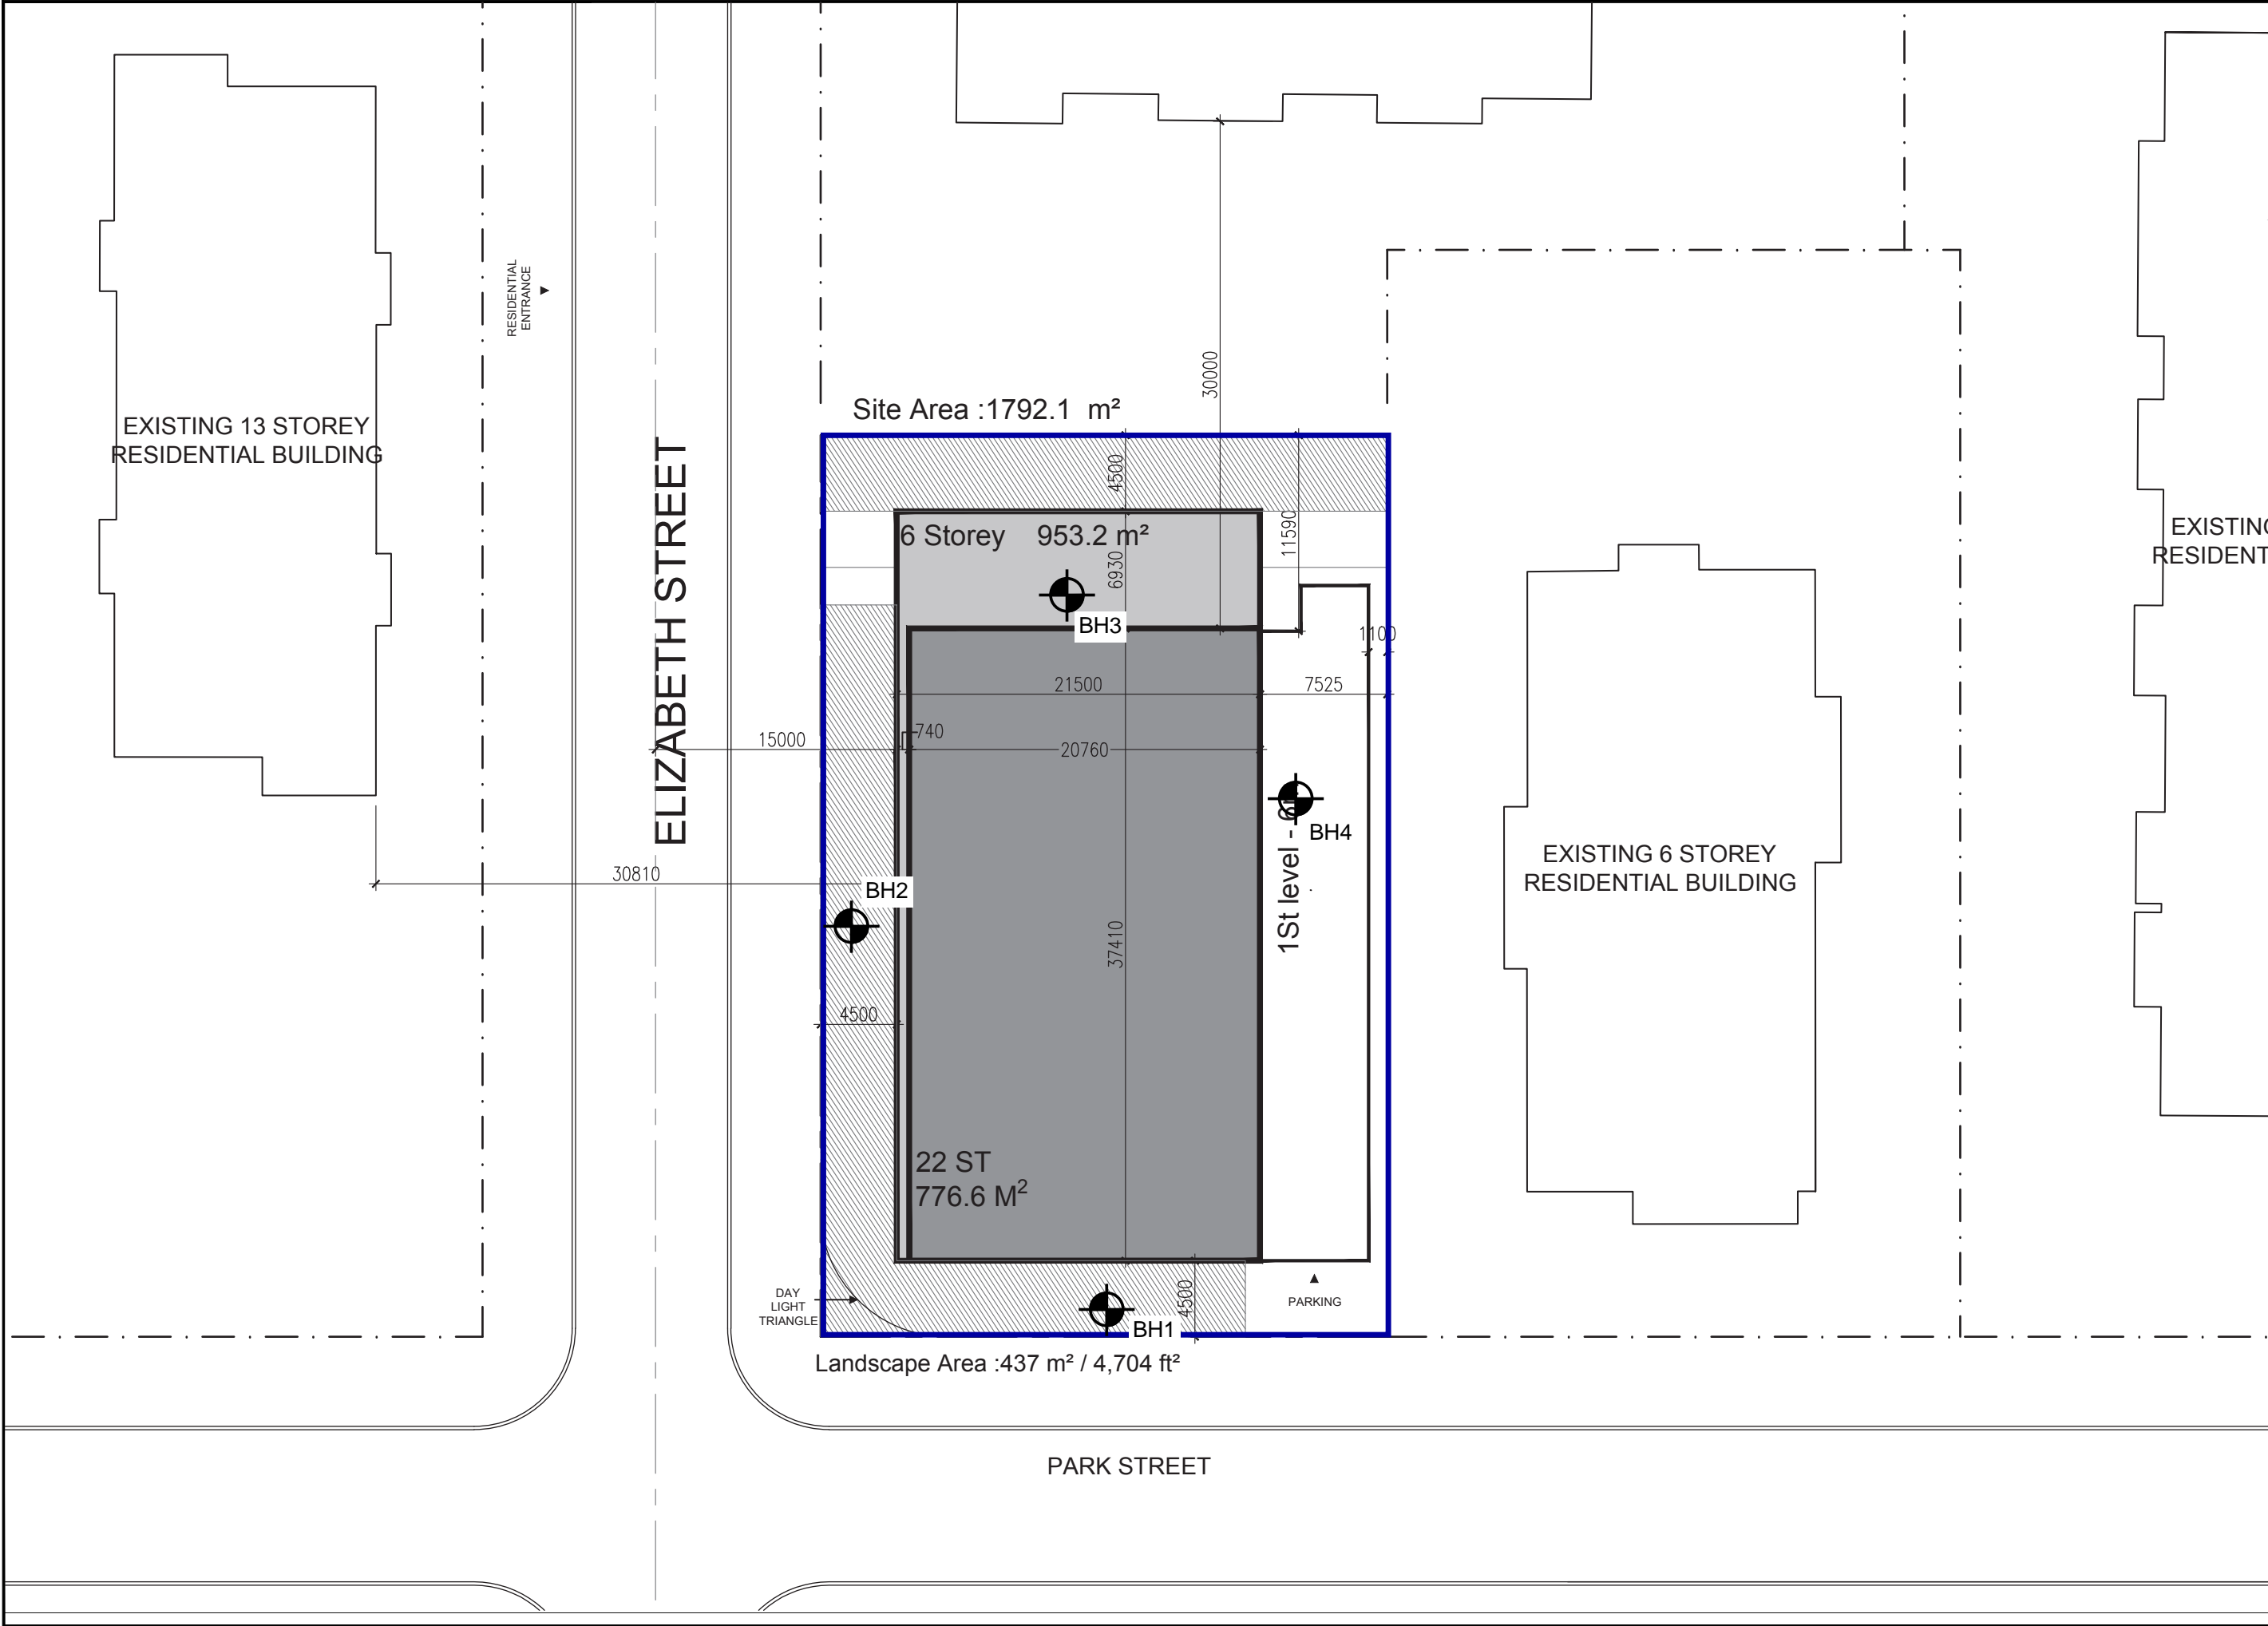 RESIDENTIAL
ENTRANCE
30000
Site Area :1792.1 m²
EXISTING 13 STOREY
RESIDENTIAL BUILDING
ELIZABETH STREET
4500
11590
6 Storey 953.2 m²
6930
EXISTING
RESIDENT
BH3
1100
21500
7525
740
15000
20760
BH4
1St level -
EXISTING 6 STOREY
RESIDENTIAL BUILDING
30810
BH2
37410
4500
22 ST
776.6 M²
DAY
LIGHT
TRIANGLE
4500
PARKING
BH1
Landscape Area :437 m² / 4,704 ft²
PARK STREET